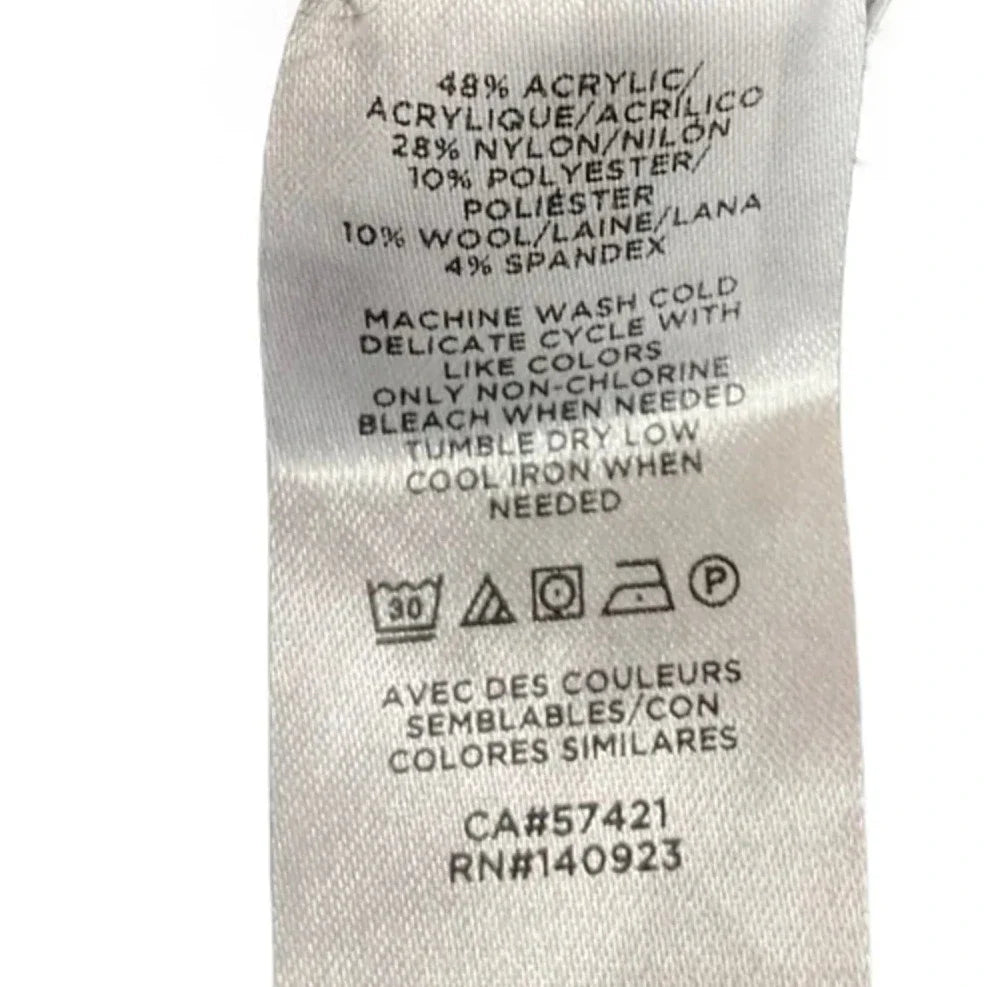 48% ACRYLIC/
ACRYLIQUE/ACRÍLICO
28% NYLON/NILÓN
10% POLYESTER/
POLIÉSTER
10% WOOL/LAINE/LANA
4% SPANDEX
MACHINE WASH COLD
DELICATE CYCLE WITH
LIKE COLORS
ONLY NON-CHLORINE
BLEACH WHEN NEEDED
TUMBLE DRY LOW
COOL IRON WHEN
NEEDED
30 P
AVEC DES COULEURS
SEMBLABLES/CON
COLORES SIMILARES
CA#57421
RN#140923